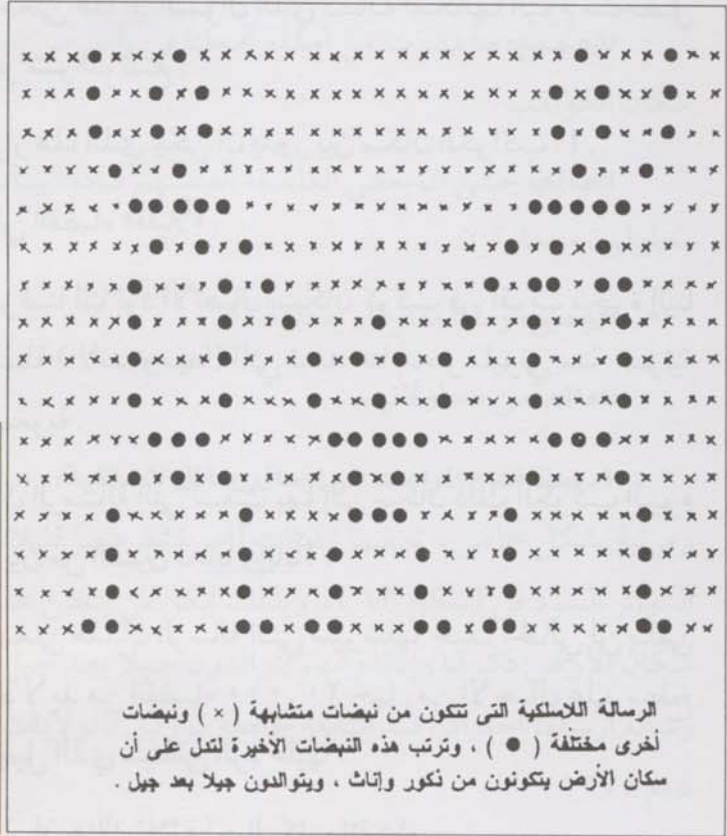 الرسالة اللاسلكية التى تتكون من نبضات متشابهة ( × ) ونبضات
أخرى مختلفة ( ● ) ، وترتب هذه النبضات الأخيرة لتدل على أن
سكان الأرض يتكونون من ذكور وإناث ، ويتوالدون جيلا بعد جيل .